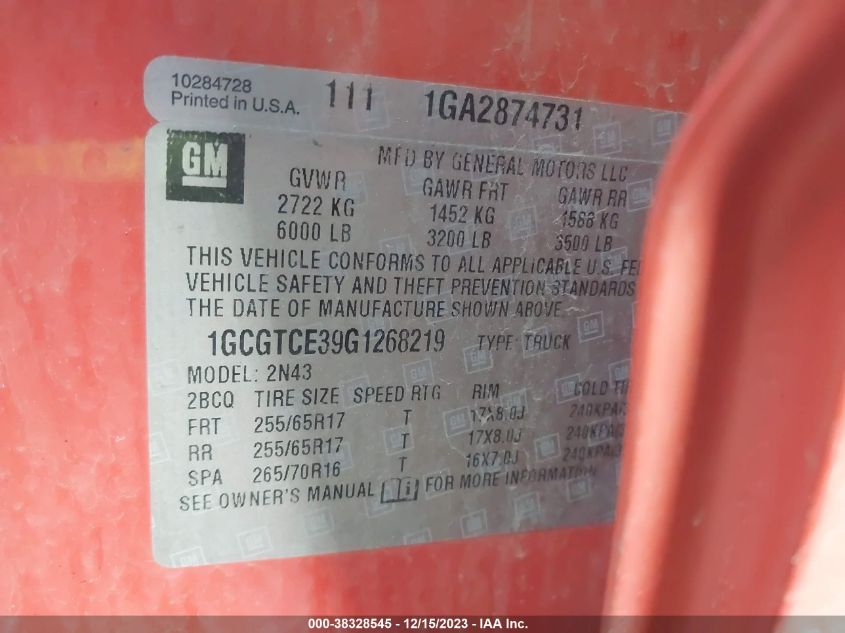 10284728
Printed in U.S.A.
111
1GA2874731
GM
MFD BY GENERAL MOTORS LLC
GVWR GAWR FRT GAWR RR
2722 KG 1452 KG 1588 KG
6000 LB 3200 LB 3500 LB
THIS VEHICLE CONFORMS TO ALL APPLICABLE U.S.
VEHICLE SAFETY AND THEFT PREVENTION STANDARDS
THE DATE OF MANUFACTURE SHOWN ABOVE.
1GCGTCE39G1268219 TYPE: TRUCK
MODEL: 2N43
2BCQ TIRE SIZE SPEED RTG RIM COLD
FRT 255/65R17 T 17X8.0J 240KPA/
RR 255/65R17 T 17X8.0J 240KPA/
SPA 265/70R16 T 16X7.0J 240KPA/
SEE OWNER'S MANUAL FOR MORE INFORMATION
000-38328545 - 12/15/2023 - 122 - IAA Inc.